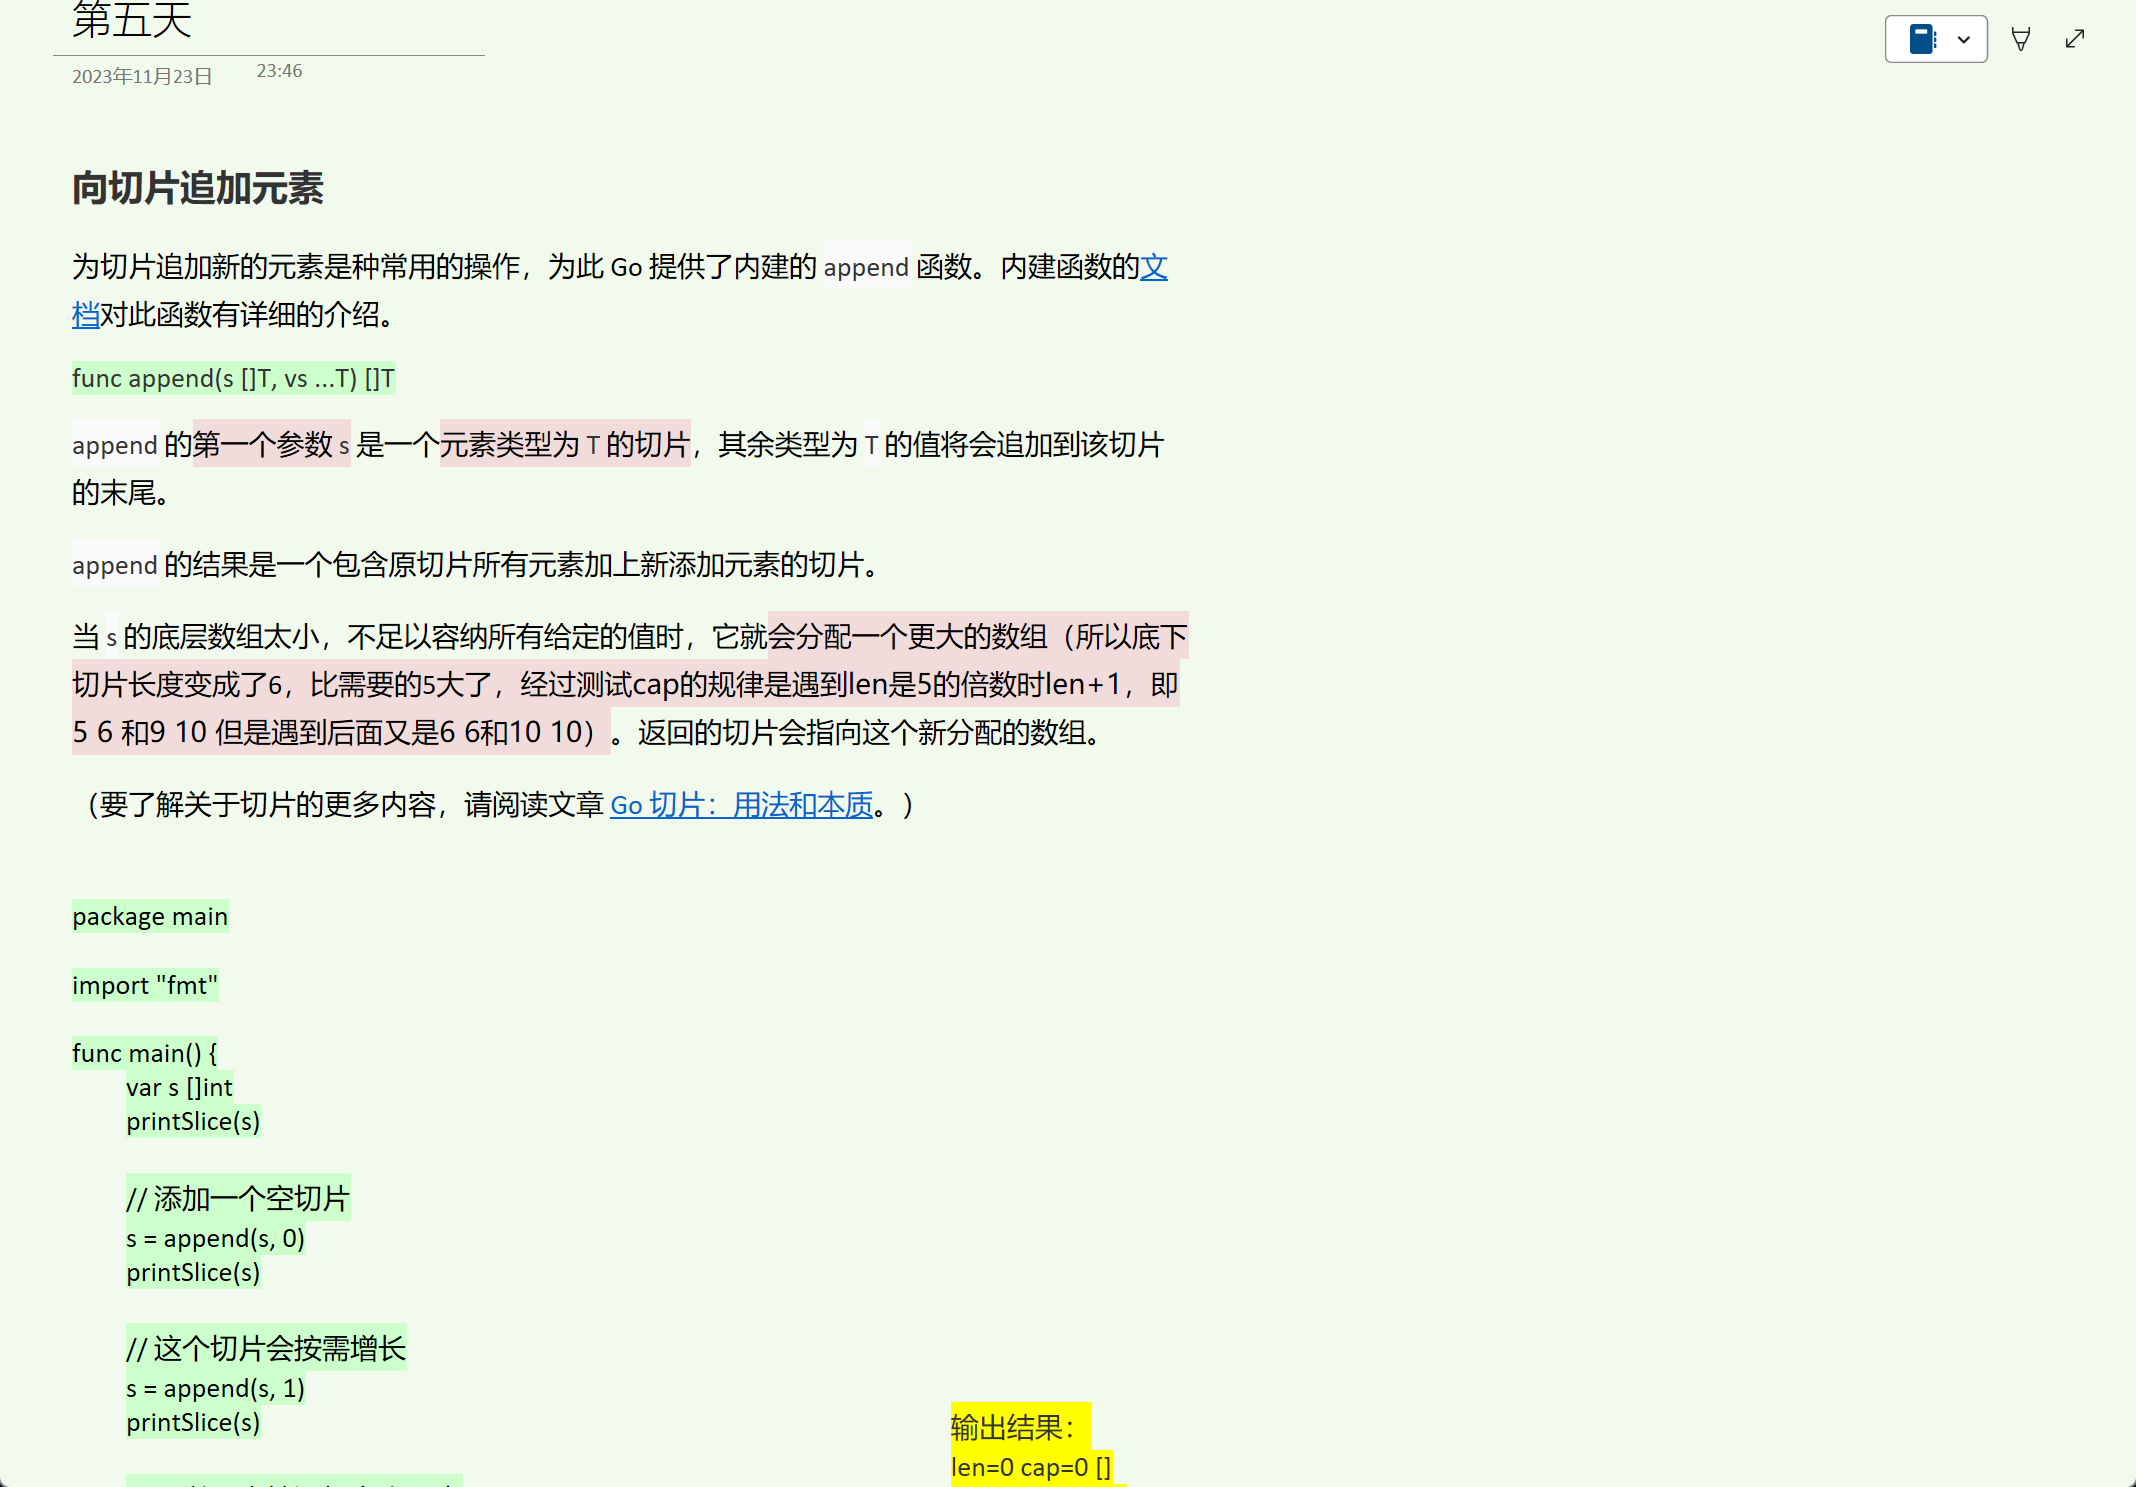 第五天
2023年11月23日 23:46
向切片追加元素
为切片追加新的元素是种常用的操作，为此 Go 提供了内建的 append 函数。内建函数的文
档对此函数有详细的介绍。
func append(s []T, vs ...T) []T
append 的第一个参数 s 是一个元素类型为 T 的切片，其余类型为 T 的值将会追加到该切片
的末尾。
append 的结果是一个包含原切片所有元素加上新添加元素的切片。
当 s 的底层数组太小，不足以容纳所有给定的值时，它就会分配一个更大的数组（所以底下
切片长度变成了6，比需要的5大了，经过测试cap的规律是遇到len是5的倍数时len+1，即
5 6 和9 10 但是遇到后面又是6 6和10 10）。返回的切片会指向这个新分配的数组。
（要了解关于切片的更多内容，请阅读文章 Go 切片：用法和本质。）
package main
import "fmt"
func main() {
var s []int
printSlice(s)
// 添加一个空切片
s = append(s, 0)
printSlice(s)
// 这个切片会按需增长
s = append(s, 1)
printSlice(s)
输出结果：
len=0 cap=0 []